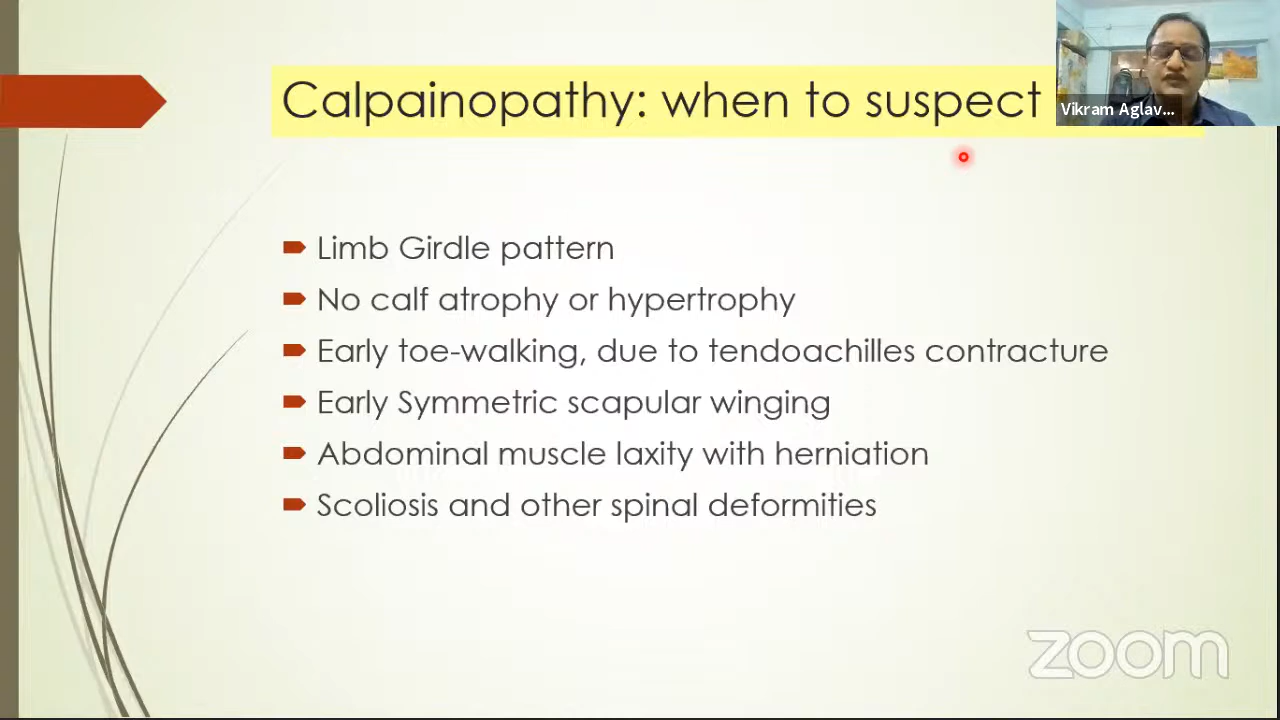 Calpainopathy: when to suspect
Vikram Aglav...
Limb Girdle pattern
No calf atrophy or hypertrophy
Early toe-walking, due to tendoachilles contracture
Early Symmetric scapular winging
Abdominal muscle laxity with herniation
Scoliosis and other spinal deformities
zoom